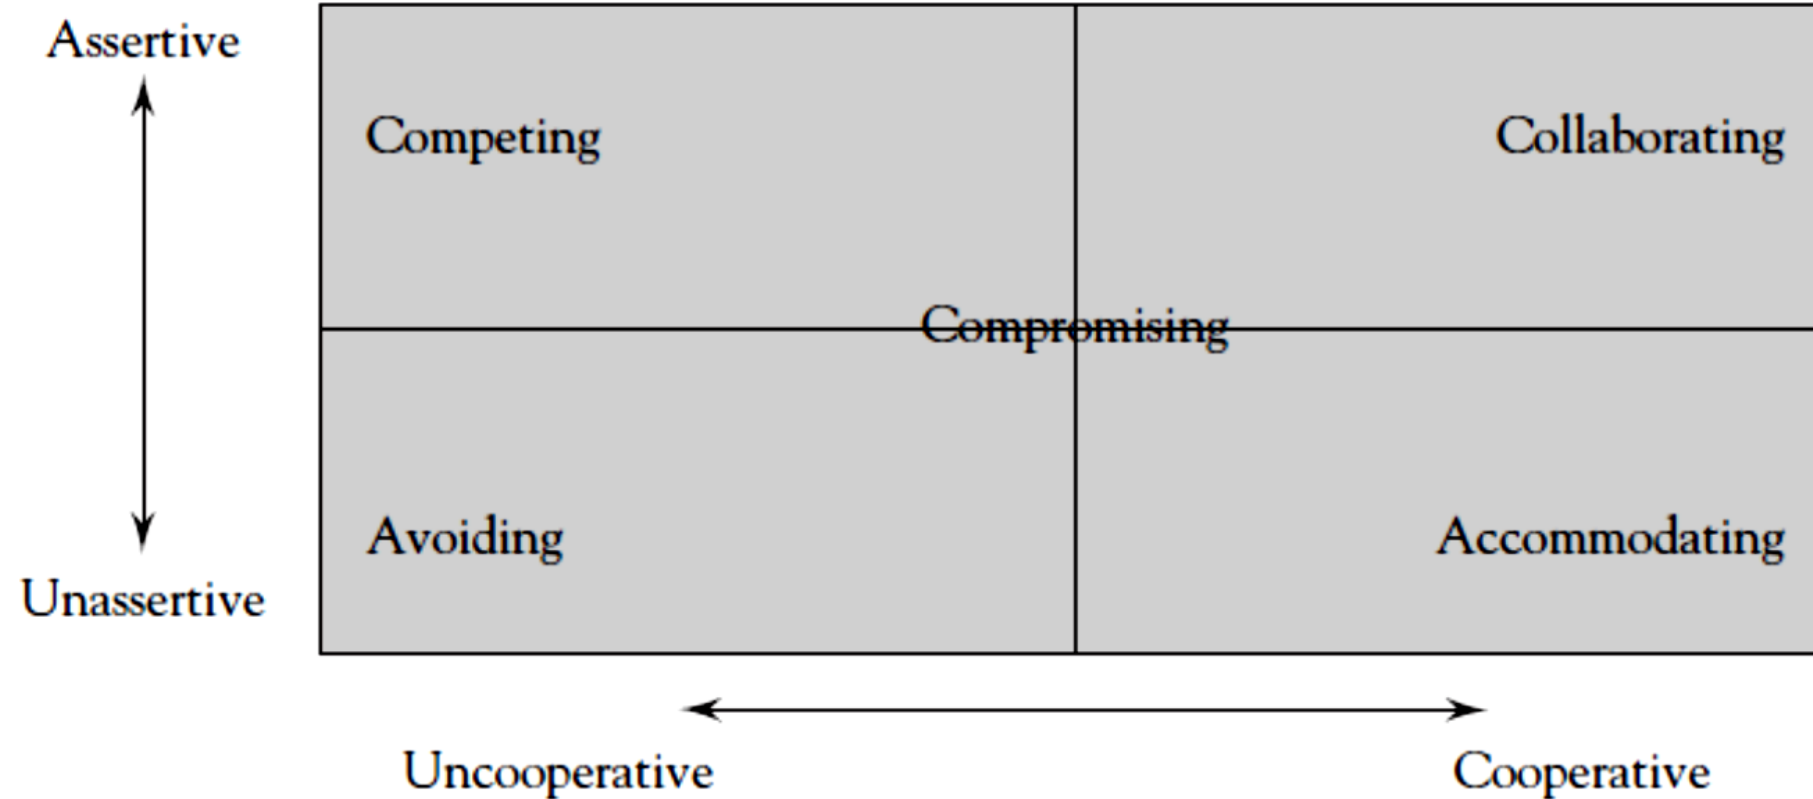 Assertive
Competing
Collaborating
Compromising
Avoiding
Accommodating
Unassertive
Uncooperative
Cooperative